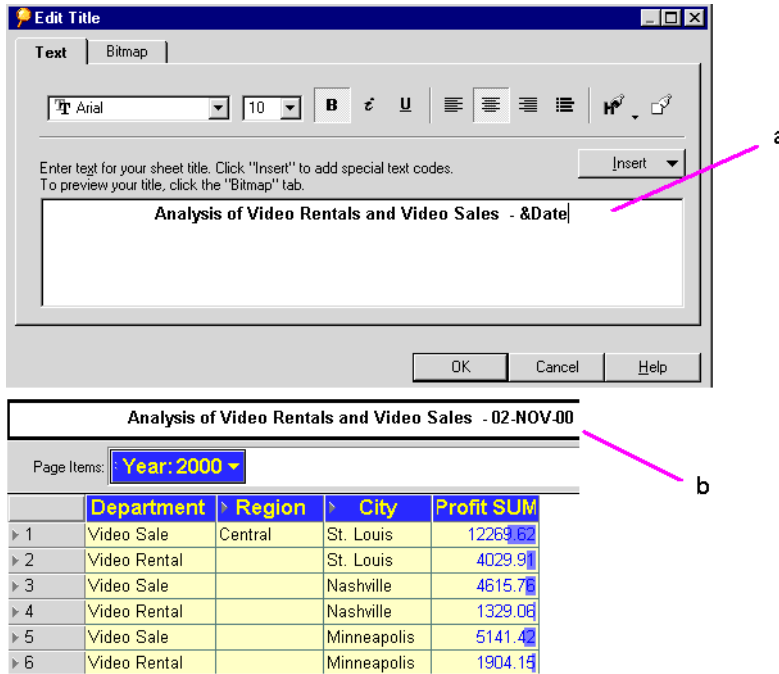 Edit Title
Text Bitmap
Arial 10 B i U
Enter text for your sheet title. Click "Insert" to add special text codes.
To preview your title, click the "Bitmap" tab.
Insert
a
Analysis of Video Rentals and Video Sales - &Date
OK Cancel Help
Analysis of Video Rentals and Video Sales - 02-NOV-00
b
Page Items: Year: 2000
Department Region City Profit SUM
1 Video Sale Central St. Louis 12269.62
2 Video Rental St. Louis 4029.91
3 Video Sale Nashville 4615.76
4 Video Rental Nashville 1329.06
5 Video Sale Minneapolis 5141.42
6 Video Rental Minneapolis 1904.15